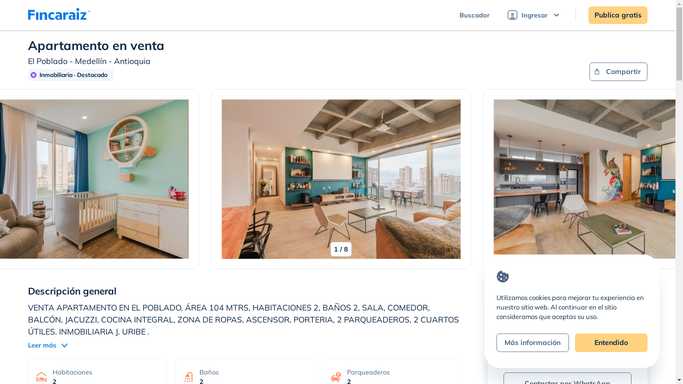 Fincaraiz
Buscador
Ingresar
Publica gratis
Apartamento en venta
El Poblado - Medellín - Antioquia
Inmobiliaria · Destacado
Compartir
1 / 8
Descripción general
VENTA APARTAMENTO EN EL POBLADO, ÁREA 104 MTRS, HABITACIONES 2, BAÑOS 2, SALA, COMEDOR,
BALCÓN, JACUZZI, COCINA INTEGRAL, ZONA DE ROPAS, ASCENSOR, PORTERIA, 2 PARQUEADEROS, 2 CUARTOS
ÚTILES. INMOBILIARIA J. URIBE .
Leer más
Habitaciones
2
Baños
2
Parqueaderos
2
Utilizamos cookies para mejorar tu experiencia en
nuestro sitio web. Al continuar en el sitio
consideramos que aceptas su uso.
Más información
Entendido
Contactar por WhatsApp